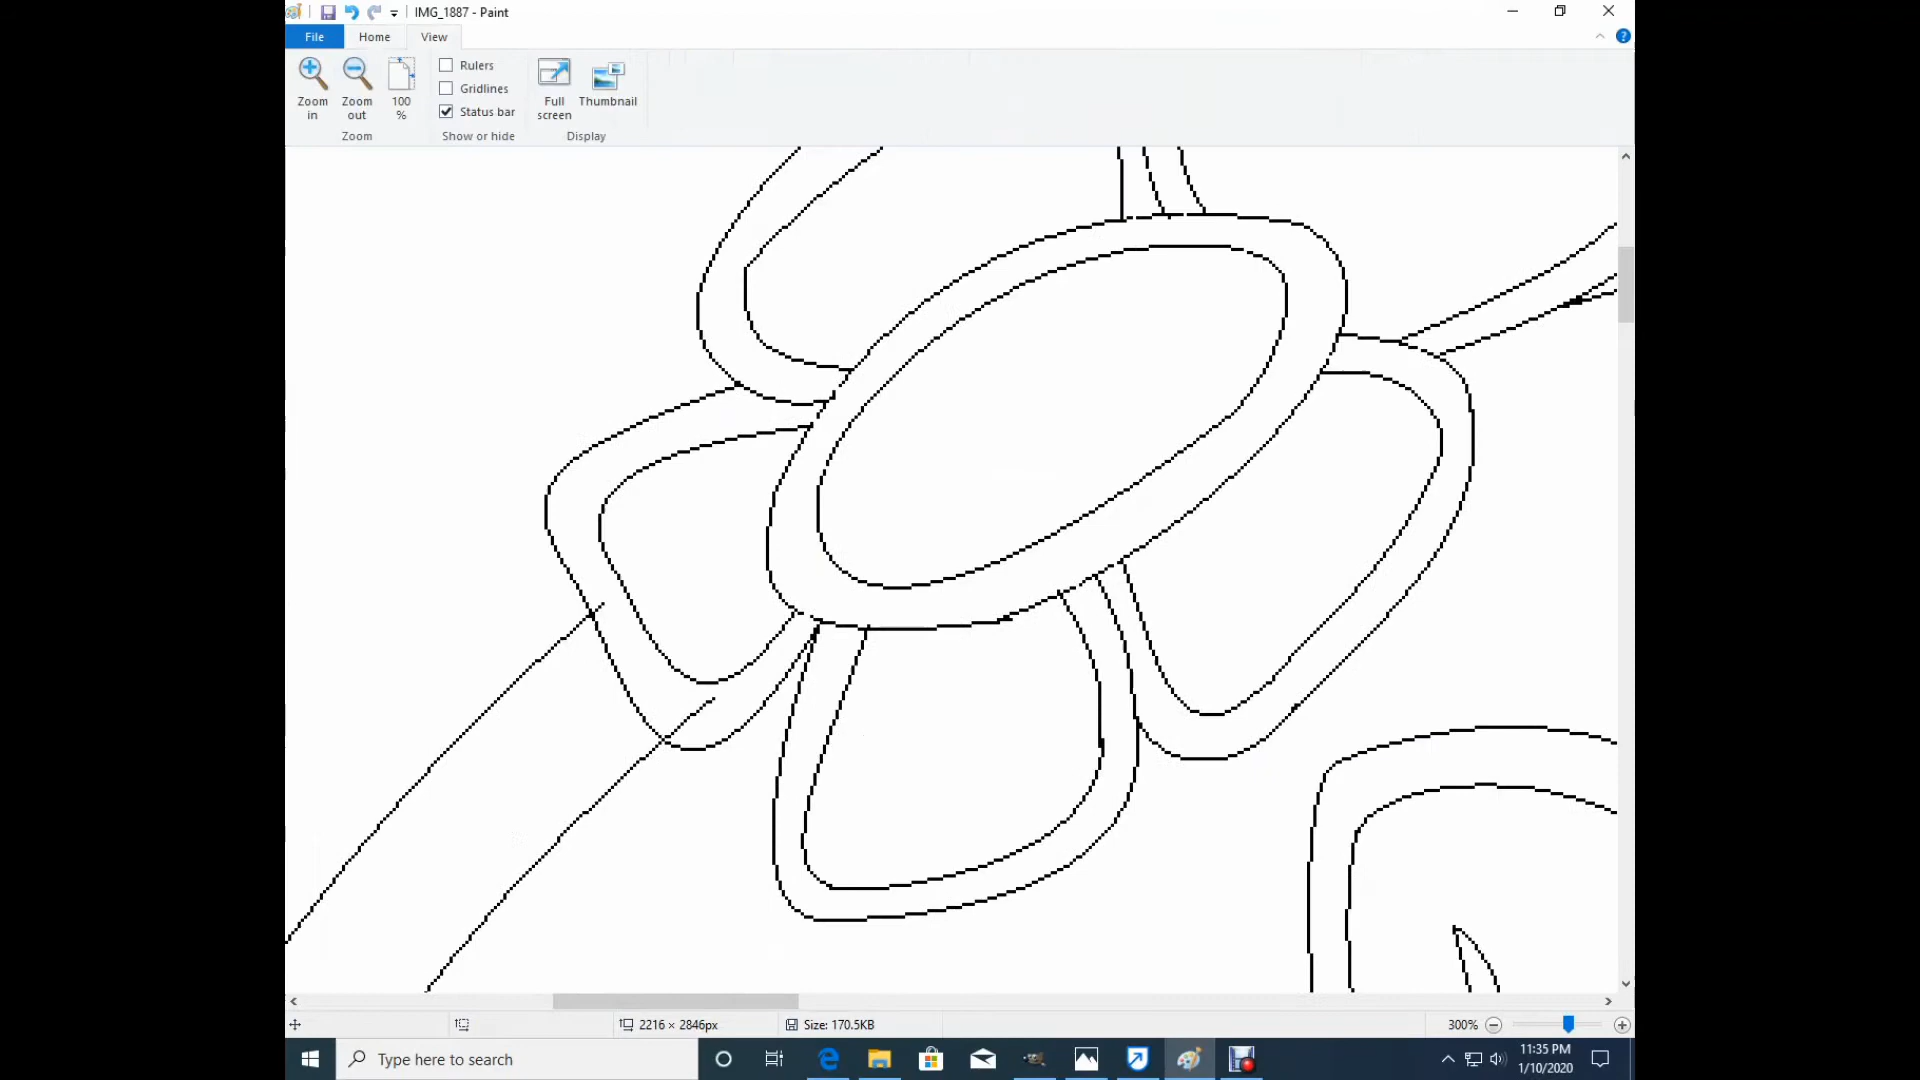 IMG_1887 - Paint
File Home View
Zoom in
Zoom out
100 %
Zoom
Rulers
Gridlines
Status bar
Show or hide
Full screen
Thumbnail
Display
2216 × 2846px
Size: 170.5KB
300%
Type here to search
11:35 PM
1/10/2020